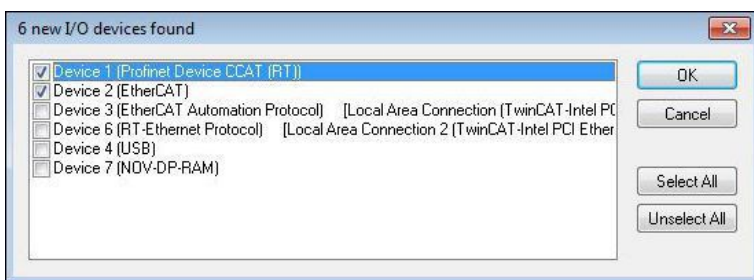 6 new I/O devices found
Device 1 (Profinet Device CCAT (RT))
Device 2 (EtherCAT)
Device 3 (EtherCAT Automation Protocol) [Local Area Connection (TwinCAT-Intel PC
Device 6 (RT-Ethernet Protocol) [Local Area Connection 2 (TwinCAT-Intel PCI Ether
Device 4 (USB)
Device 7 (NOV-DP-RAM)
OK
Cancel
Select All
Unselect All